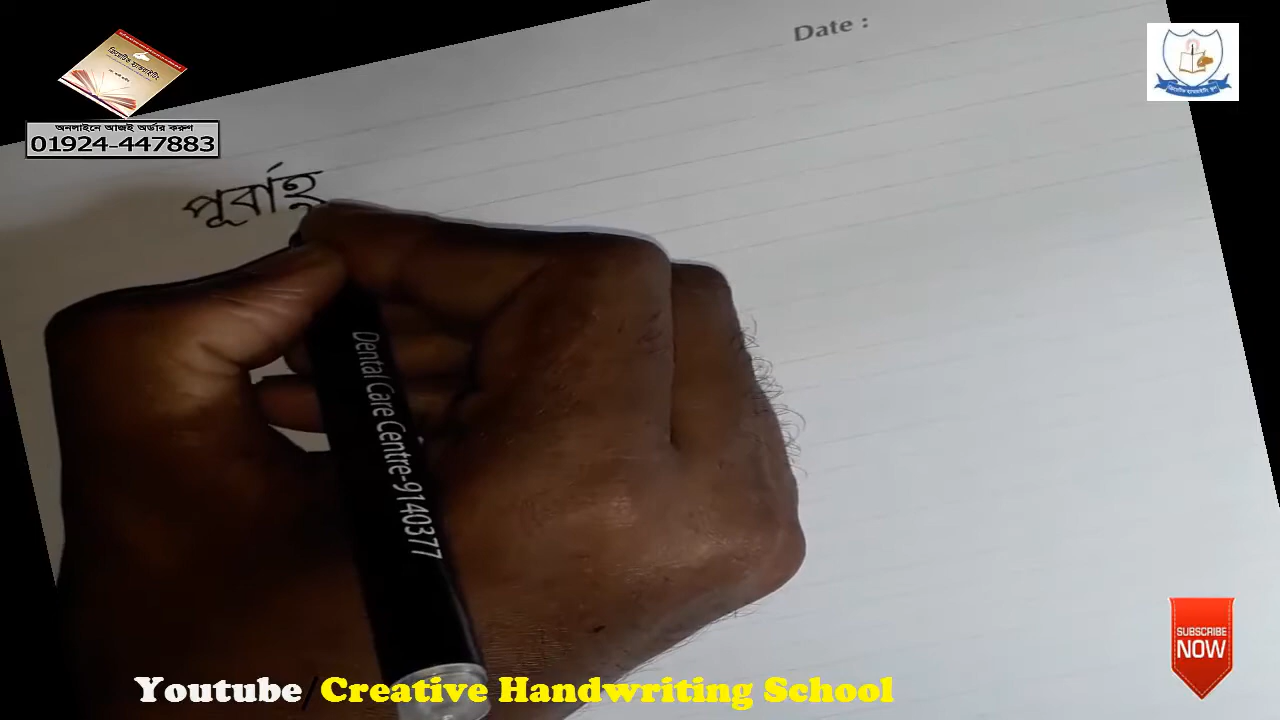 Date :
অনলাইনে আজই অর্ডার করুণ
01924-447883
পূর্বাহ্
Dental Care Centre-9140377
SUBSCRIBE
NOW
Youtube/Creative Handwriting School